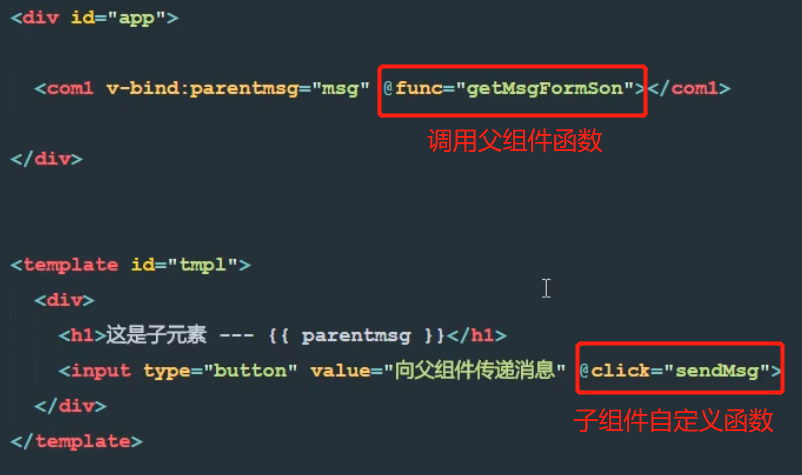 <div id="app">
<com1 v-bind:parentmsg="msg" @func="getMsgFormSon"></com1>
调用父组件函数
</div>
<template id="tmpl">
<div>
<h1>这是子元素 --- {{ parentmsg }}</h1>
<input type="button" value="向父组件传递消息" @click="sendMsg">
</div>
子组件自定义函数
</template>